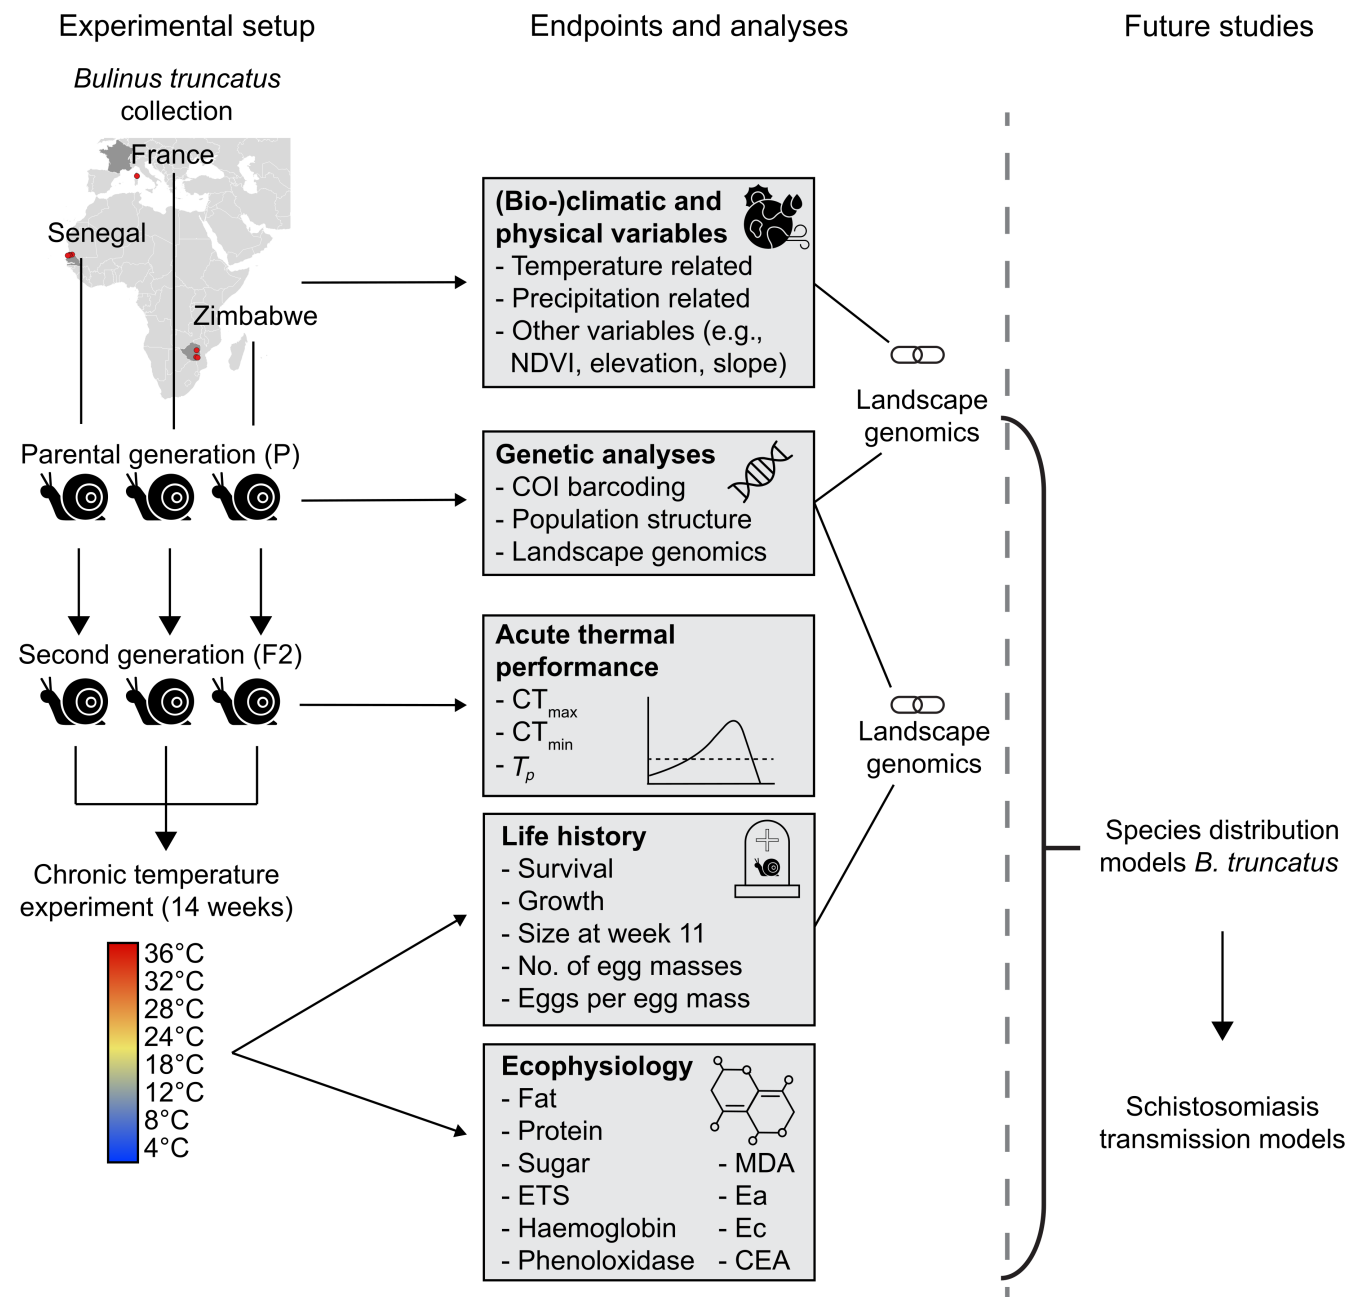 Experimental setup
Endpoints and analyses
Future studies
Bulinus truncatus
collection
France
Senegal
Zimbabwe
Parental generation (P)
Second generation (F2)
Chronic temperature
experiment (14 weeks)
36°C
32°C
28°C
24°C
18°C
12°C
8°C
4°C
(Bio-)climatic and
physical variables
- Temperature related
- Precipitation related
- Other variables (e.g.,
NDVI, elevation, slope)
Genetic analyses
- COI barcoding
- Population structure
- Landscape genomics
Acute thermal
performance
- CTmax
- CTmin
- Tp
Life history
- Survival
- Growth
- Size at week 11
- No. of egg masses
- Eggs per egg mass
Ecophysiology
- Fat
- Protein
- Sugar
- ETS
- Haemoglobin
- Phenoloxidase
- MDA
- Ea
- Ec
- CEA
Landscape
genomics
Landscape
genomics
Species distribution
models B. truncatus
Schistosomiasis
transmission models